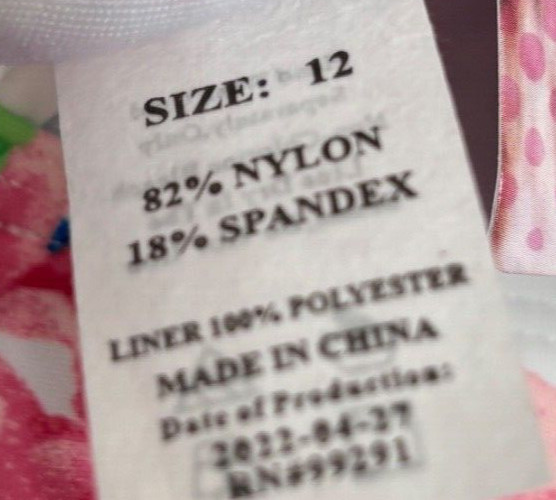 SIZE: 12
82% NYLON
18% SPANDEX
LINER 100% POLYESTER
MADE IN CHINA
Date of Production:
2022-04-27
RN#99291